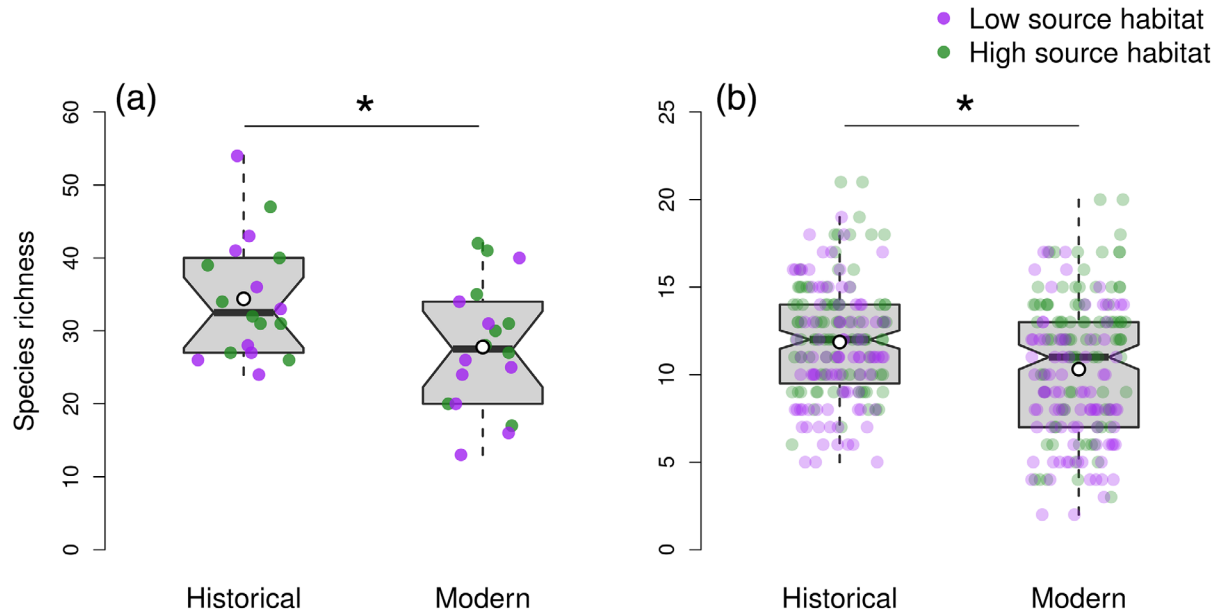 Low source habitat
High source habitat
(a)
*
(b)
*
Species richness
60
50
40
30
20
10
0
25
20
15
10
5
0
Historical
Modern
Historical
Modern